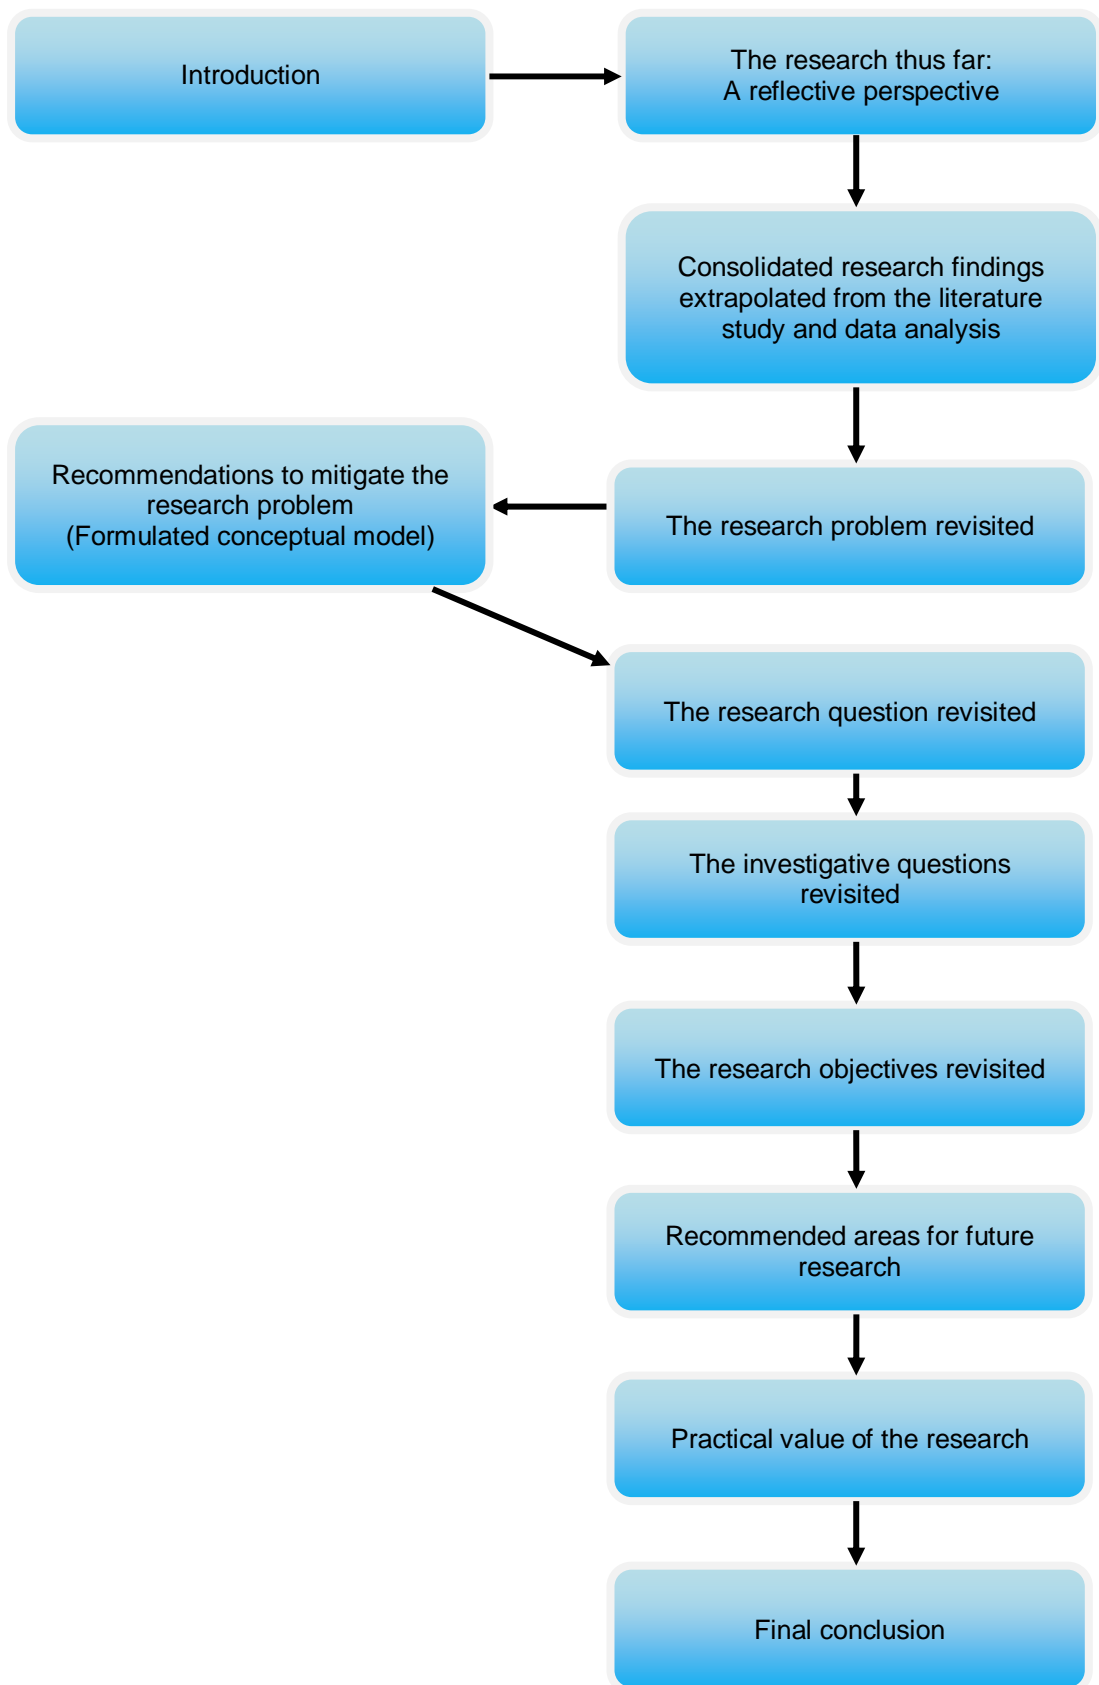 Introduction
The research thus far:
A reflective perspective
Consolidated research findings
extrapolated from the literature
study and data analysis
Recommendations to mitigate the
research problem
(Formulated conceptual model)
The research problem revisited
The research question revisited
The investigative questions
revisited
The research objectives revisited
Recommended areas for future
research
Practical value of the research
Final conclusion